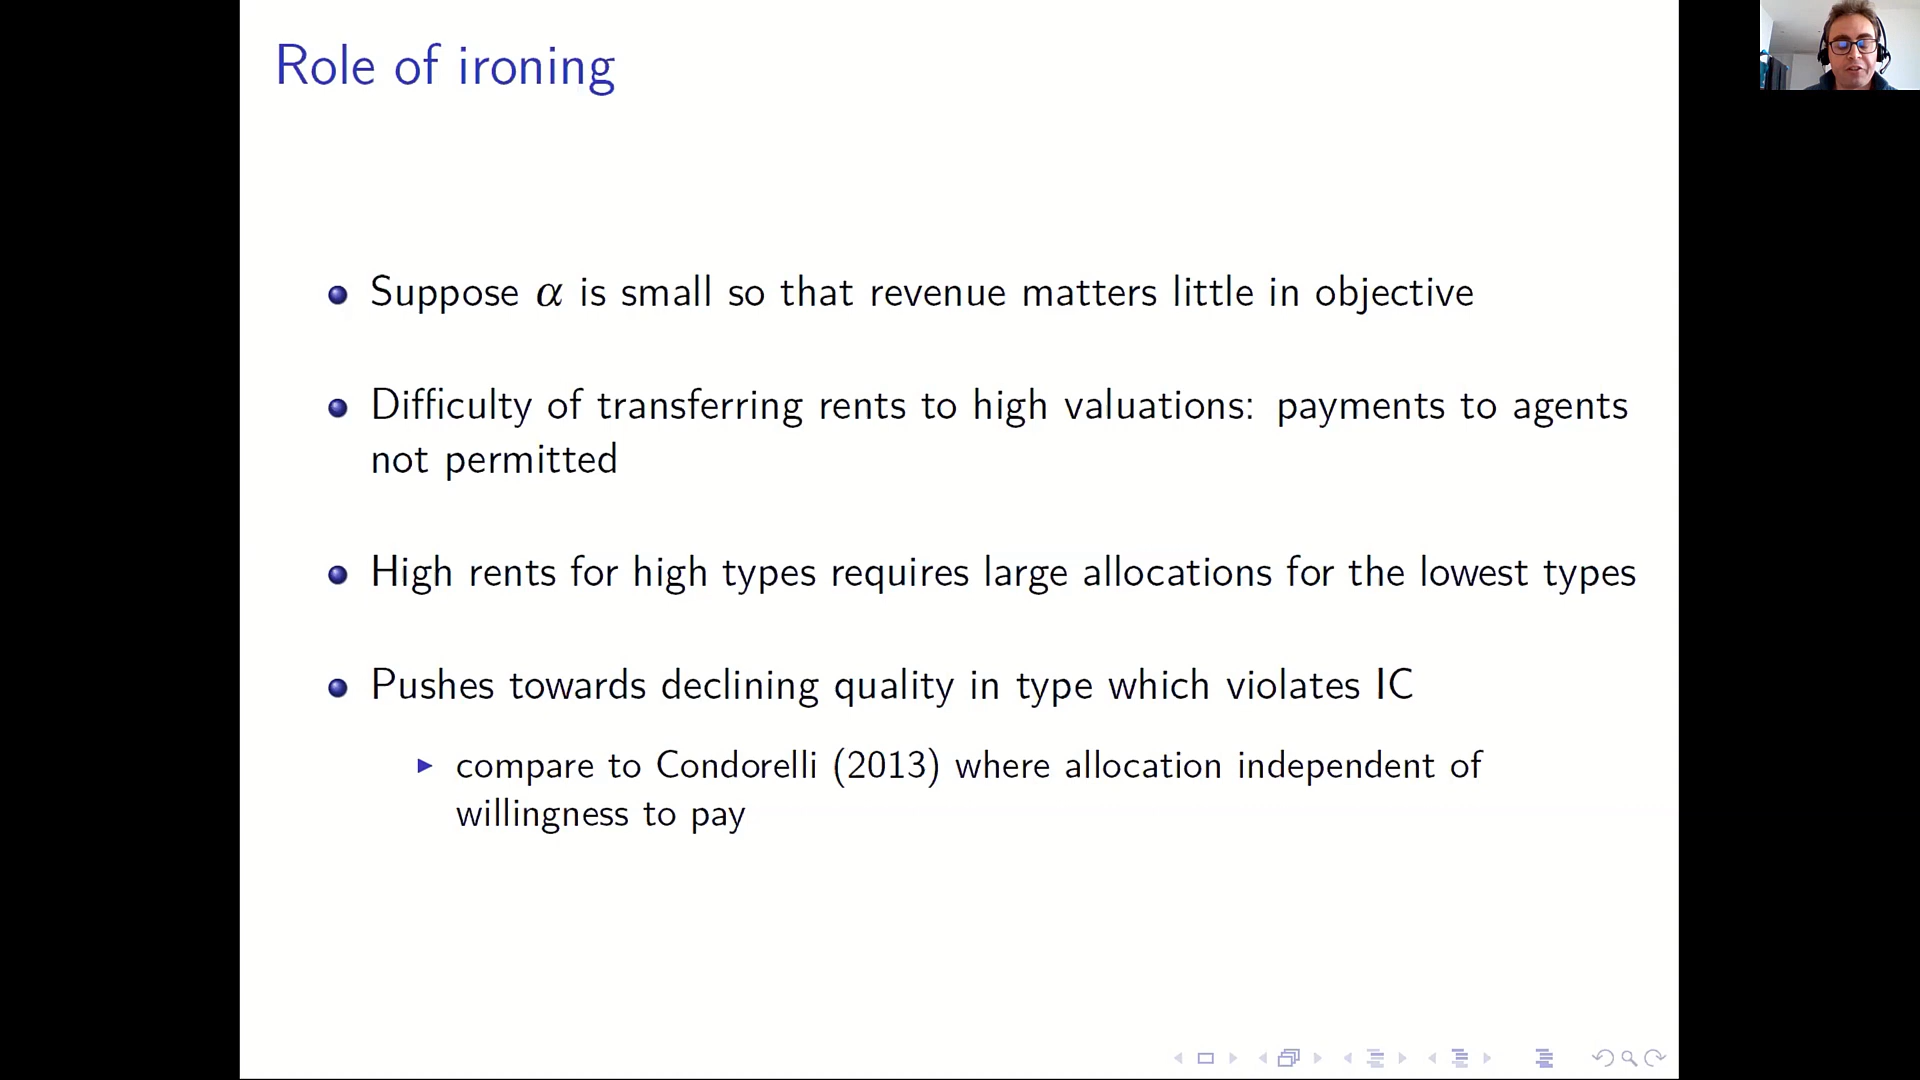 Role of ironing
Suppose α is small so that revenue matters little in objective
Difficulty of transferring rents to high valuations: payments to agents
not permitted
High rents for high types requires large allocations for the lowest types
Pushes towards declining quality in type which violates IC
compare to Condorelli (2013) where allocation independent of
willingness to pay